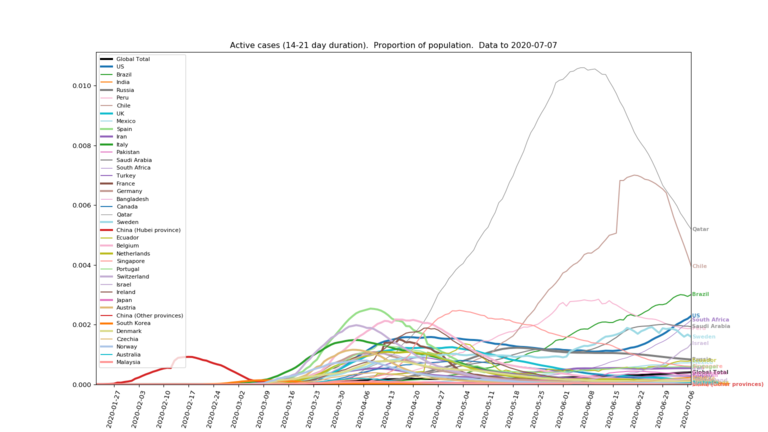 Active cases (14-21 day duration).  Proportion of population.  Data to 2020-07-07
Global Total
US
Brazil
India
Russia
Peru
Chile
UK
Mexico
Spain
Iran
Italy
Pakistan
Saudi Arabia
South Africa
Turkey
France
Germany
Bangladesh
Canada
Qatar
Sweden
China (Hubei province)
Ecuador
Belgium
Netherlands
Singapore
Portugal
Switzerland
Israel
Ireland
Japan
Austria
China (Other provinces)
South Korea
Denmark
Czechia
Norway
Australia
Malaysia
0.010
0.008
0.006
0.004
0.002
0.000
Qatar
Chile
Brazil
US
South Africa
Saudi Arabia
Sweden
Israel
Russia
Global Total
China (Other provinces)
2020-01-27
2020-02-03
2020-02-10
2020-02-17
2020-02-24
2020-03-02
2020-03-09
2020-03-16
2020-03-23
2020-03-30
2020-04-06
2020-04-13
2020-04-20
2020-04-27
2020-05-04
2020-05-11
2020-05-18
2020-05-25
2020-06-01
2020-06-08
2020-06-15
2020-06-22
2020-06-29
2020-07-06